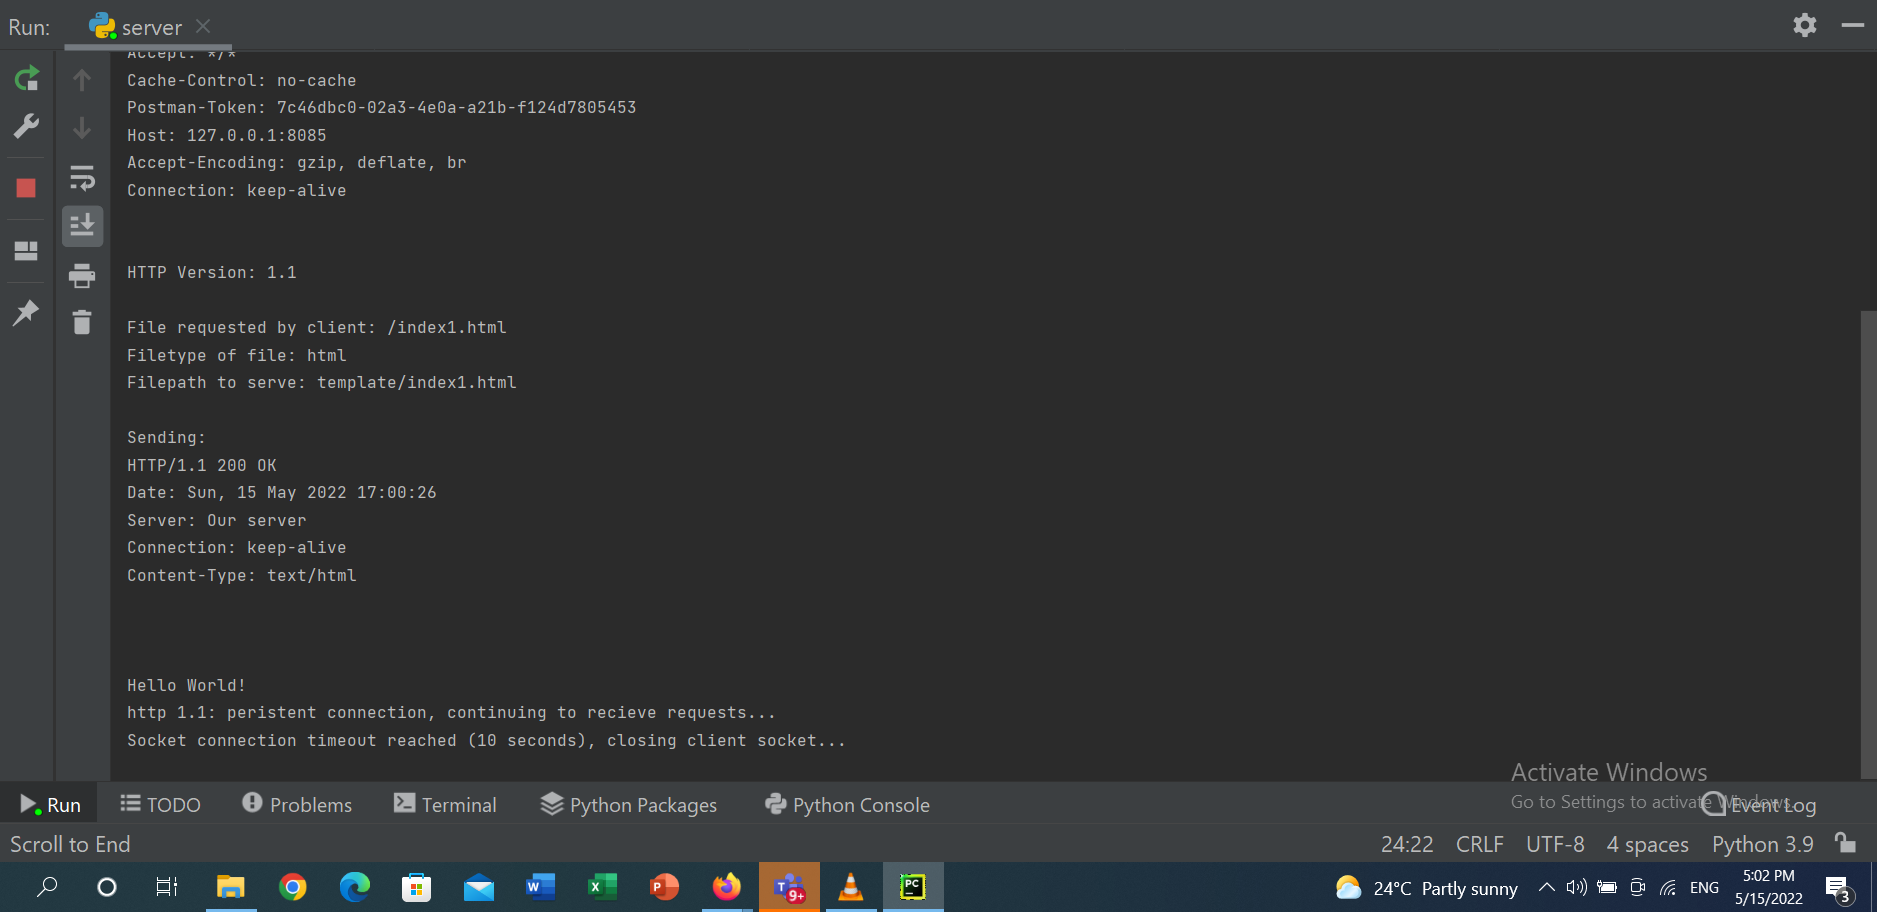 Run: server
Accept: */*
Cache-Control: no-cache
Postman-Token: 7c46dbc0-02a3-4e0a-a21b-f124d7805453
Host: 127.0.0.1:8085
Accept-Encoding: gzip, deflate, br
Connection: keep-alive
HTTP Version: 1.1
File requested by client: /index1.html
Filetype of file: html
Filepath to serve: template/index1.html
Sending:
HTTP/1.1 200 OK
Date: Sun, 15 May 2022 17:00:26
Server: Our server
Connection: keep-alive
Content-Type: text/html
Hello World!
http 1.1: peristent connection, continuing to recieve requests...
Socket connection timeout reached (10 seconds), closing client socket...
Activate Windows
Go to Settings to activate Windows.
Run TODO Problems Terminal Python Packages Python Console Event Log
Scroll to End 24:22 CRLF UTF-8 4 spaces Python 3.9
W X P T 9+ PC 24°C Partly sunny ENG 5:02 PM 3
5/15/2022